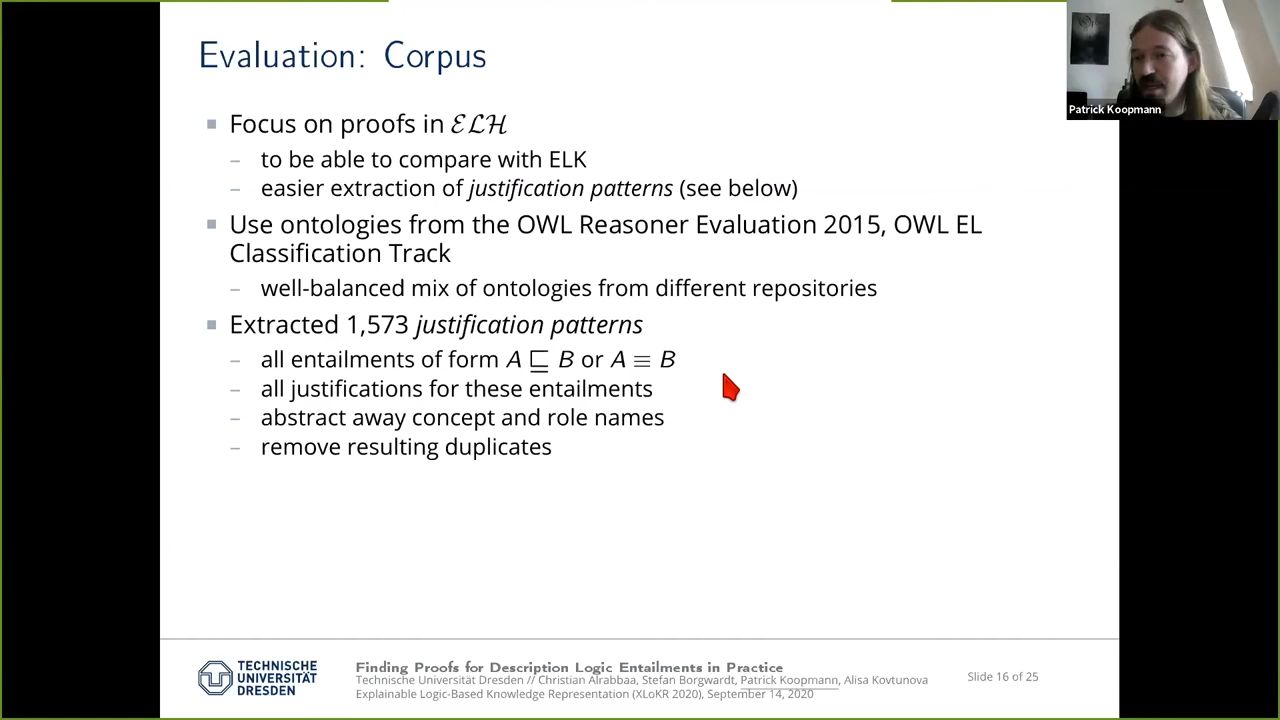 Evaluation: Corpus
Patrick Koopmann
Focus on proofs in ℰℒℋ
– to be able to compare with ELK
– easier extraction of justification patterns (see below)
Use ontologies from the OWL Reasoner Evaluation 2015, OWL EL
Classification Track
– well-balanced mix of ontologies from different repositories
Extracted 1,573 justification patterns
– all entailments of form A ⊑ B or A ≡ B
– all justifications for these entailments
– abstract away concept and role names
– remove resulting duplicates
TECHNISCHE
UNIVERSITÄT
DRESDEN
Finding Proofs for Description Logic Entailments in Practice
Technische Universität Dresden // Christian Alrabbaa, Stefan Borgwardt, Patrick Koopmann, Alisa Kovtunova
Explainable Logic-Based Knowledge Representation (XLoKR 2020), September 14, 2020
Slide 16 of 25